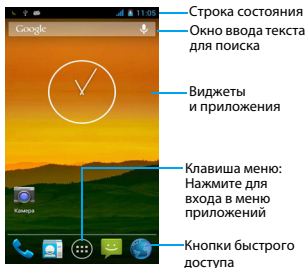 11:05
Строка состояния
Google
Окно ввода текста
для поиска
Виджеты
и приложения
Клавиша меню:
Нажмите для
входа в меню
приложений
Камера
Кнопки быстрого
доступа